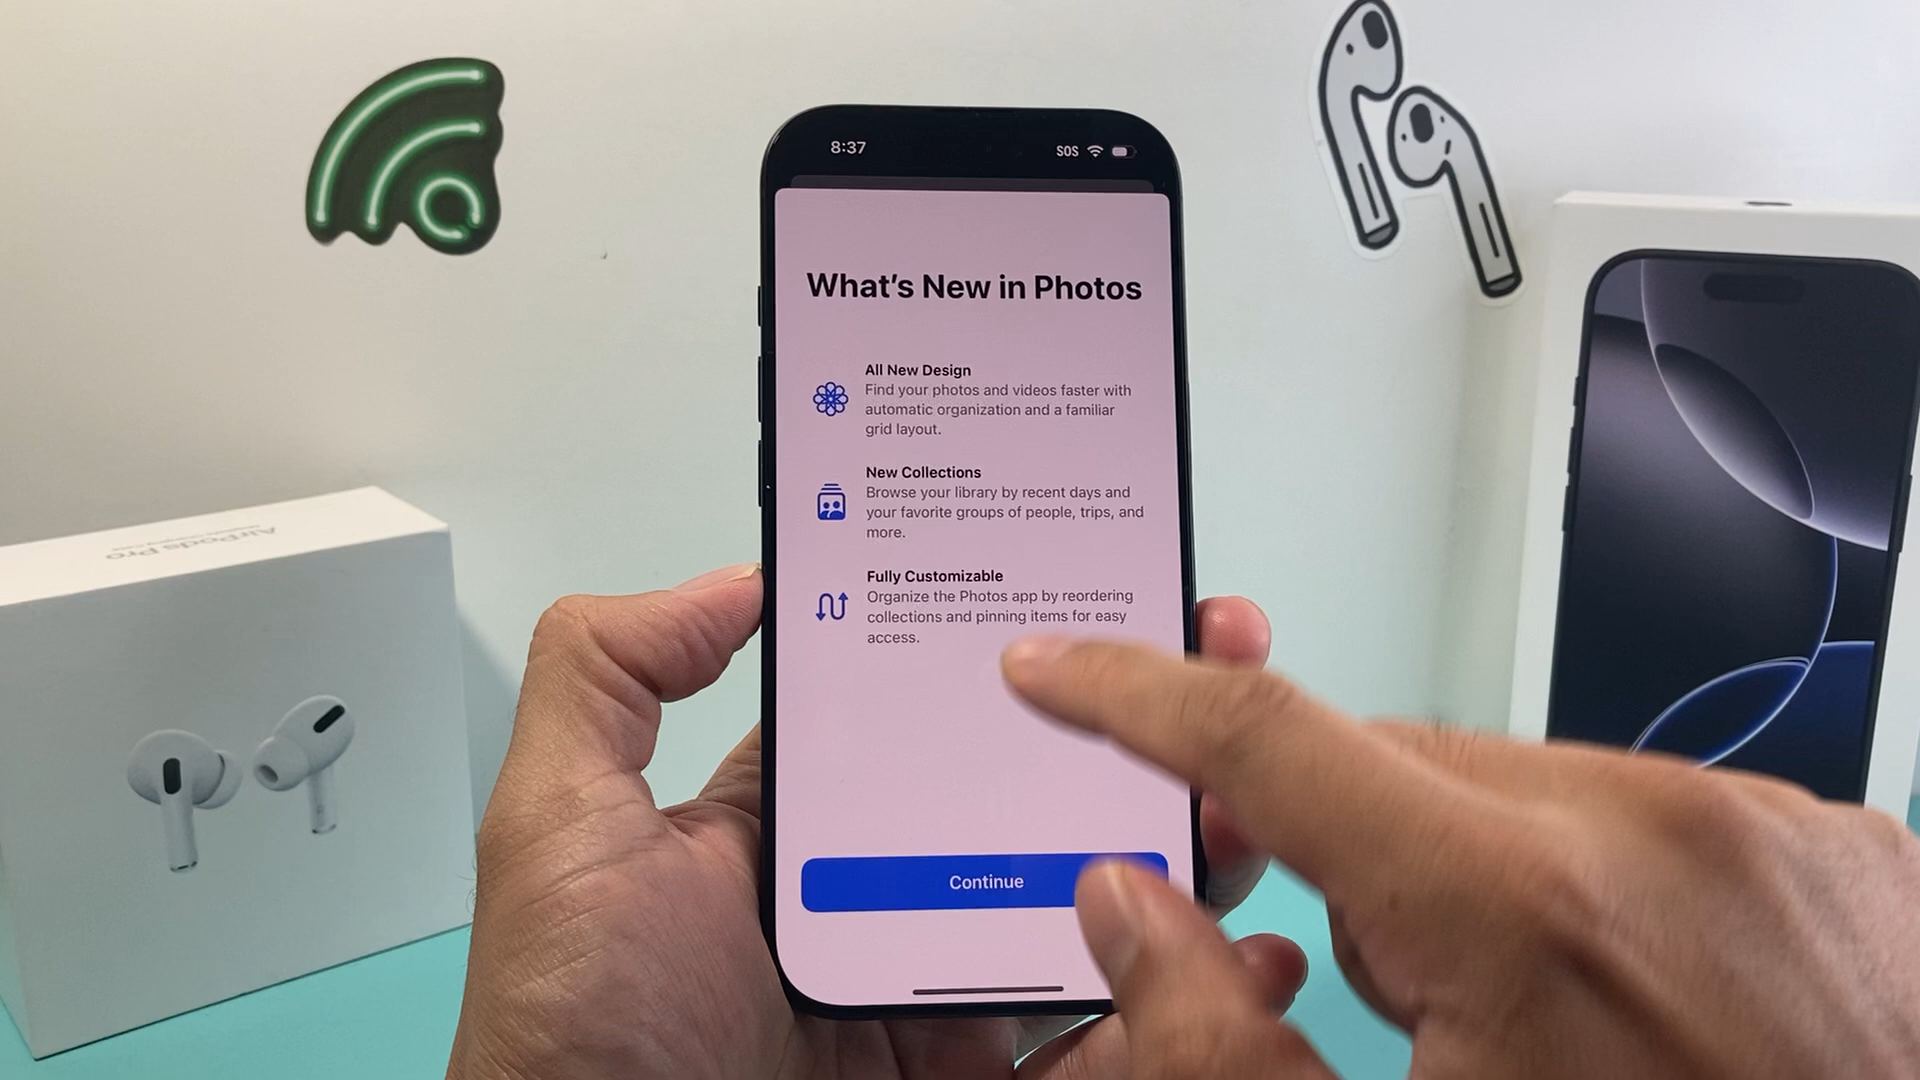 8:37
SOS
What's New in Photos
All New Design
Find your photos and videos faster with
automatic organization and a familiar
grid layout.
New Collections
Browse your library by recent days and
your favorite groups of people, trips, and
more.
Fully Customizable
Organize the Photos app by reordering
collections and pinning items for easy
access.
Continue
AirPods Pro